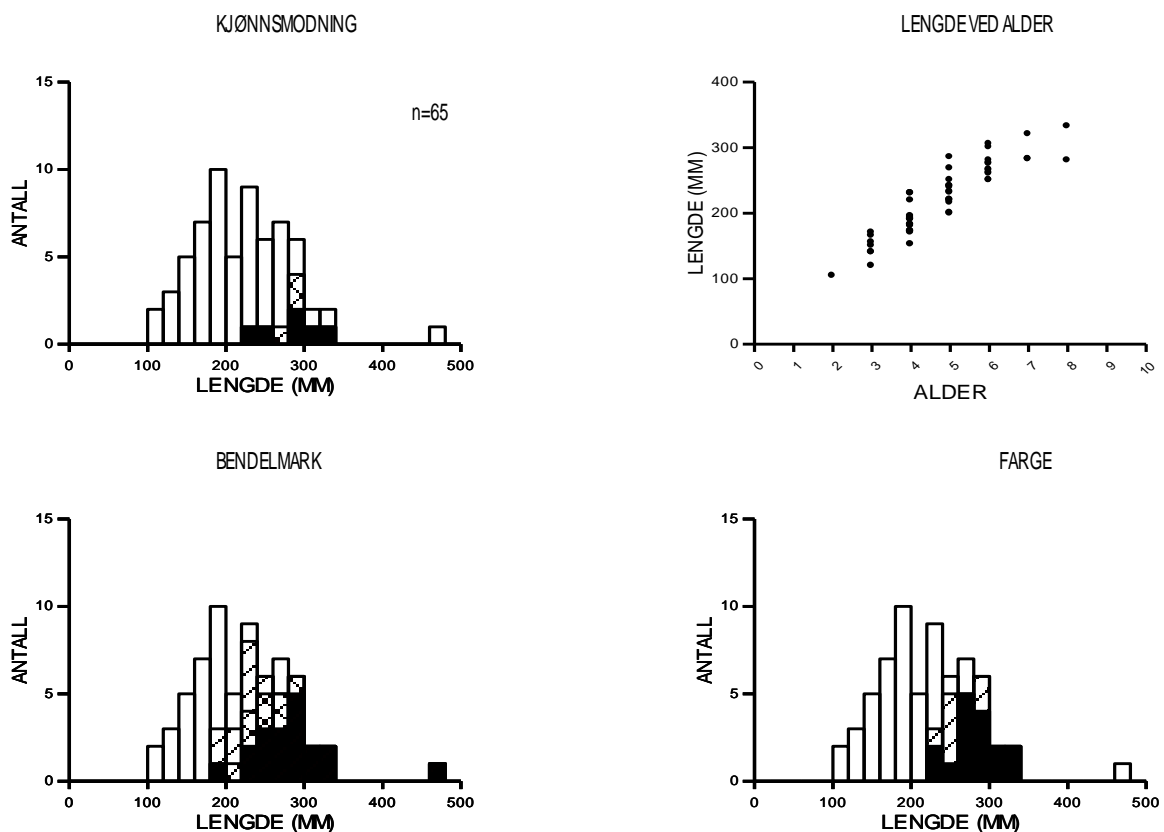 KJØNNSMODNING
15
10
5
0
ANTALL
n=65
0 100 200 300 400 500
LENGDE (MM)
LENGDE VED ALDER
400
300
200
100
0
LENGDE (MM)
0 1 2 3 4 5 6 7 8 9 10
ALDER
BENDELMARK
15
10
5
0
ANTALL
0 100 200 300 400 500
LENGDE (MM)
FARGE
15
10
5
0
ANTALL
0 100 200 300 400 500
LENGDE (MM)